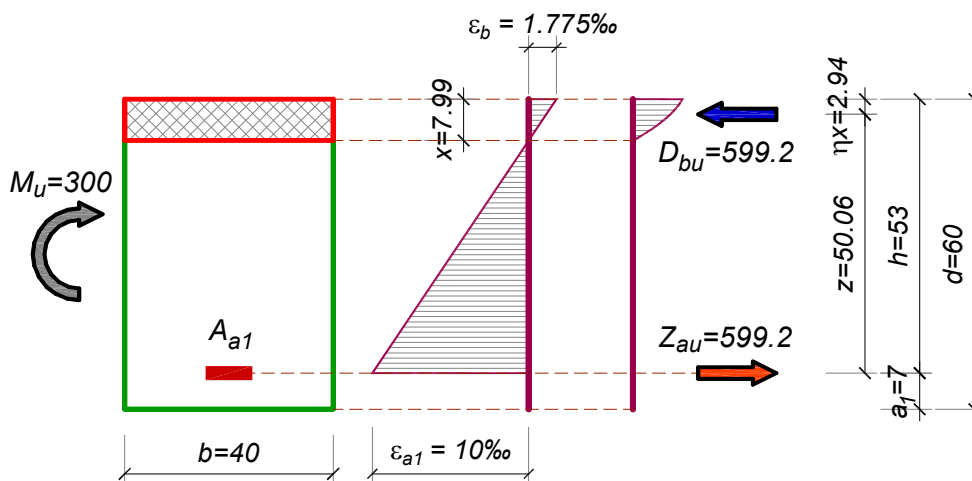 εb = 1.775‰
x=7.99
ηx=2.94
Mu=300
Dbu=599.2
z=50.06
h=53
d=60
Aa1
Zau=599.2
a1=7
b=40
εa1 = 10‰